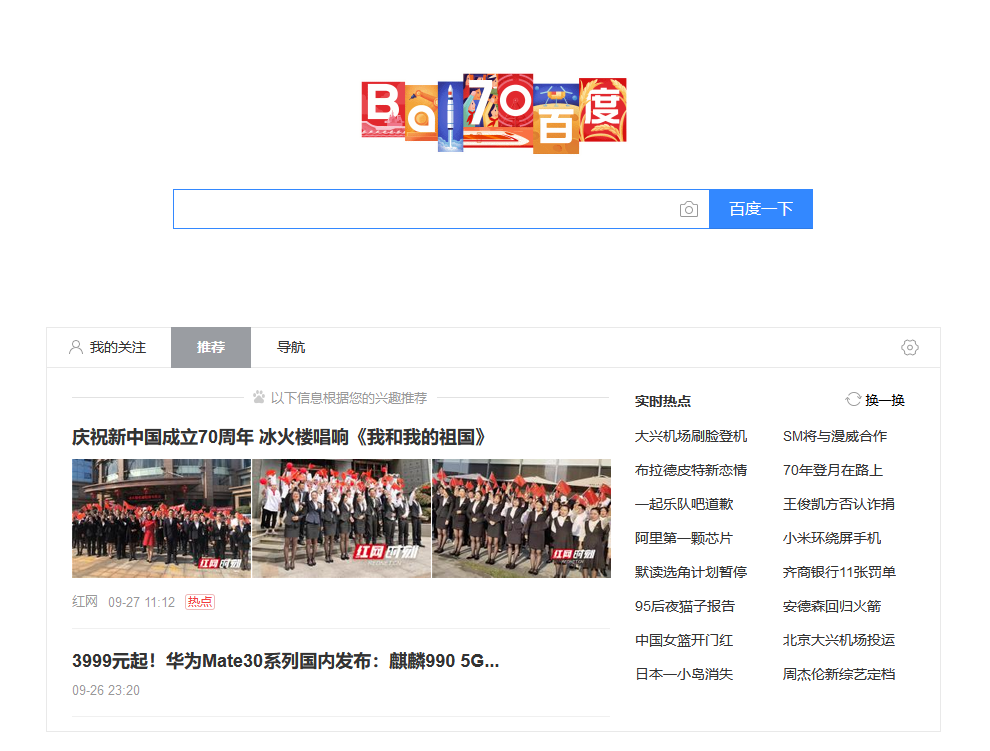 Bai 70 百度
百度一下
我的关注 推荐 导航
以下信息根据您的兴趣推荐
庆祝新中国成立70周年 冰火楼唱响《我和我的祖国》
红网时刻 红网时刻 红网时刻
红网 09-27 11:12 热点
3999元起！华为Mate30系列国内发布：麒麟990 5G...
09-26 23:20
实时热点 换一换
大兴机场刷脸登机 SM将与漫威合作
布拉德皮特新恋情 70年登月在路上
一起乐队吧道歉 王俊凯方否认诈捐
阿里第一颗芯片 小米环绕屏手机
默读选角计划暂停 齐商银行11张罚单
95后夜猫子报告 安德森回归火箭
中国女篮开门红 北京大兴机场投运
日本一小岛消失 周杰伦新综艺定档